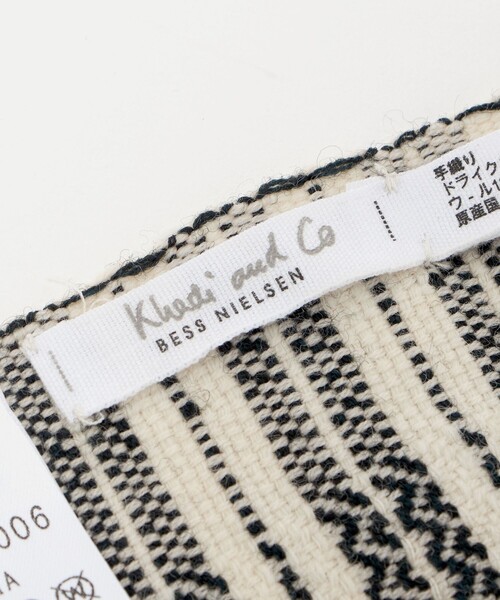 Khadi and Co
BESS NIELSEN
手織り
ドライク
ウール1
原産国
006
IA
W